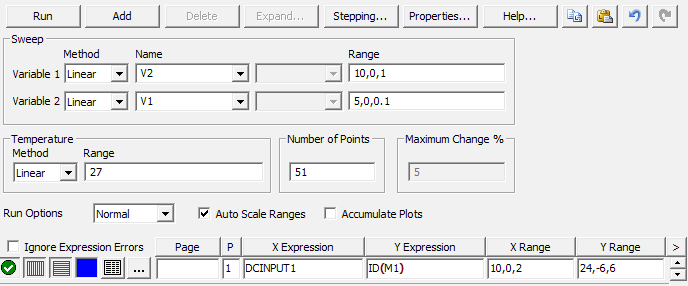 Run Add Delete Expand... Stepping... Properties... Help...
Sweep
Method Name Range
Variable 1 Linear V2 10,0,1
Variable 2 Linear V1 5,0,0.1
Temperature Number of Points Maximum Change %
Method Range
Linear 27 51 5
Run Options Normal Auto Scale Ranges Accumulate Plots
Ignore Expression Errors Page P X Expression Y Expression X Range Y Range >
... 1 DCINPUT1 ID(M1) 10,0,2 24,-6,6